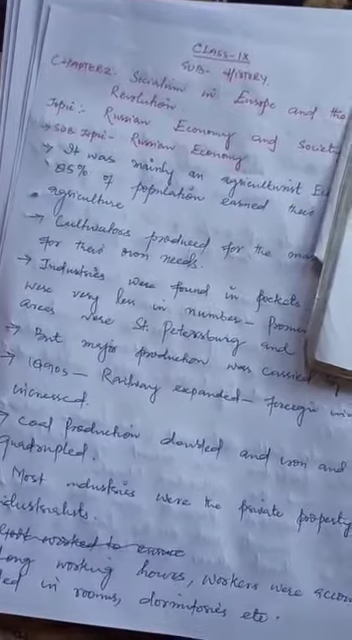 CLASS-IX
SUB- HISTORY
CHAPTER2. Socialism in Europe and the
Revolution
Topic:- Russian Economy and Societ
→ SUB Topic- Russian Economy
→ It was mainly an agriculturist E
85% of population earned their
agriculture
→ Cultivators produced for the
for their own needs.
→ Industries were found in pockets
were very less in number-
areas were St. Petersburg and
→ But major production was carried
→ 1990s - Railway expanded- foreign
increased.
→ coal Production doubled and iron and
quadrupled.
Most industries were the private property
industrialists.
long working hours, workers were accom
ded in rooms, dormitories etc.